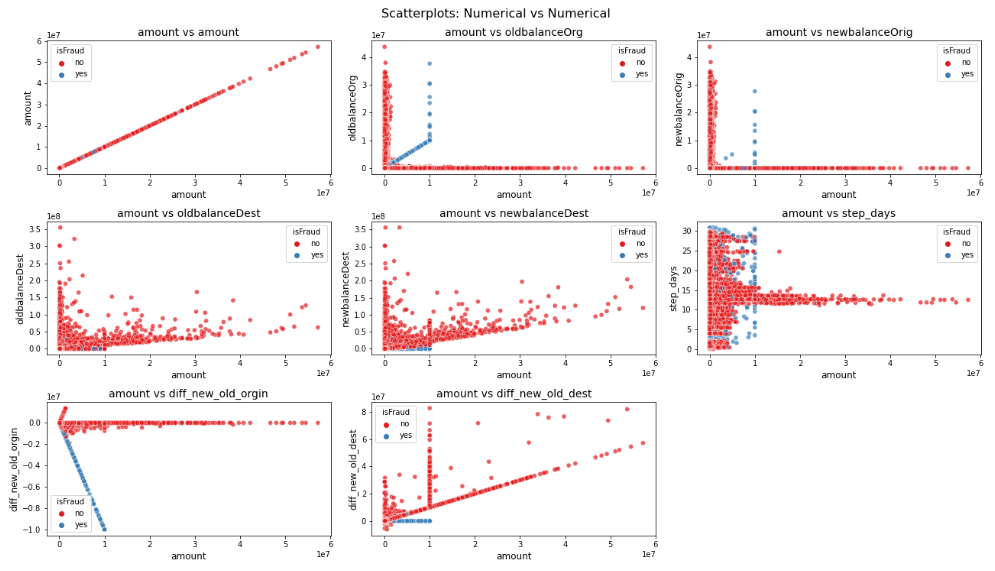 Scatterplots: Numerical vs Numerical
amount vs amount
1e7
amount
6
5
4
3
2
1
0
isFraud
no
yes
0 1 2 3 4 5 6
1e7
amount
amount vs oldbalanceOrg
1e7
oldbalanceOrg
4
3
2
1
0
isFraud
no
yes
0 1 2 3 4 5 6
1e7
amount
amount vs newbalanceOrig
1e7
newbalanceOrig
4
3
2
1
0
isFraud
no
yes
0 1 2 3 4 5 6
1e7
amount
amount vs oldbalanceDest
1e8
oldbalanceDest
3.5
3.0
2.5
2.0
1.5
1.0
0.5
0.0
isFraud
no
yes
0 1 2 3 4 5 6
1e7
amount
amount vs newbalanceDest
1e8
newbalanceDest
3.5
3.0
2.5
2.0
1.5
1.0
0.5
0.0
isFraud
no
yes
0 1 2 3 4 5 6
1e7
amount
amount vs step_days
step_days
30
25
20
15
10
5
0
isFraud
no
yes
0 1 2 3 4 5 6
1e7
amount
amount vs diff_new_old_orgin
1e7
diff_new_old_orgin
0.0
−0.2
−0.4
−0.6
−0.8
−1.0
isFraud
no
yes
0 1 2 3 4 5 6
1e7
amount
amount vs diff_new_old_dest
1e7
diff_new_old_dest
8
6
4
2
0
isFraud
no
yes
0 1 2 3 4 5 6
1e7
amount